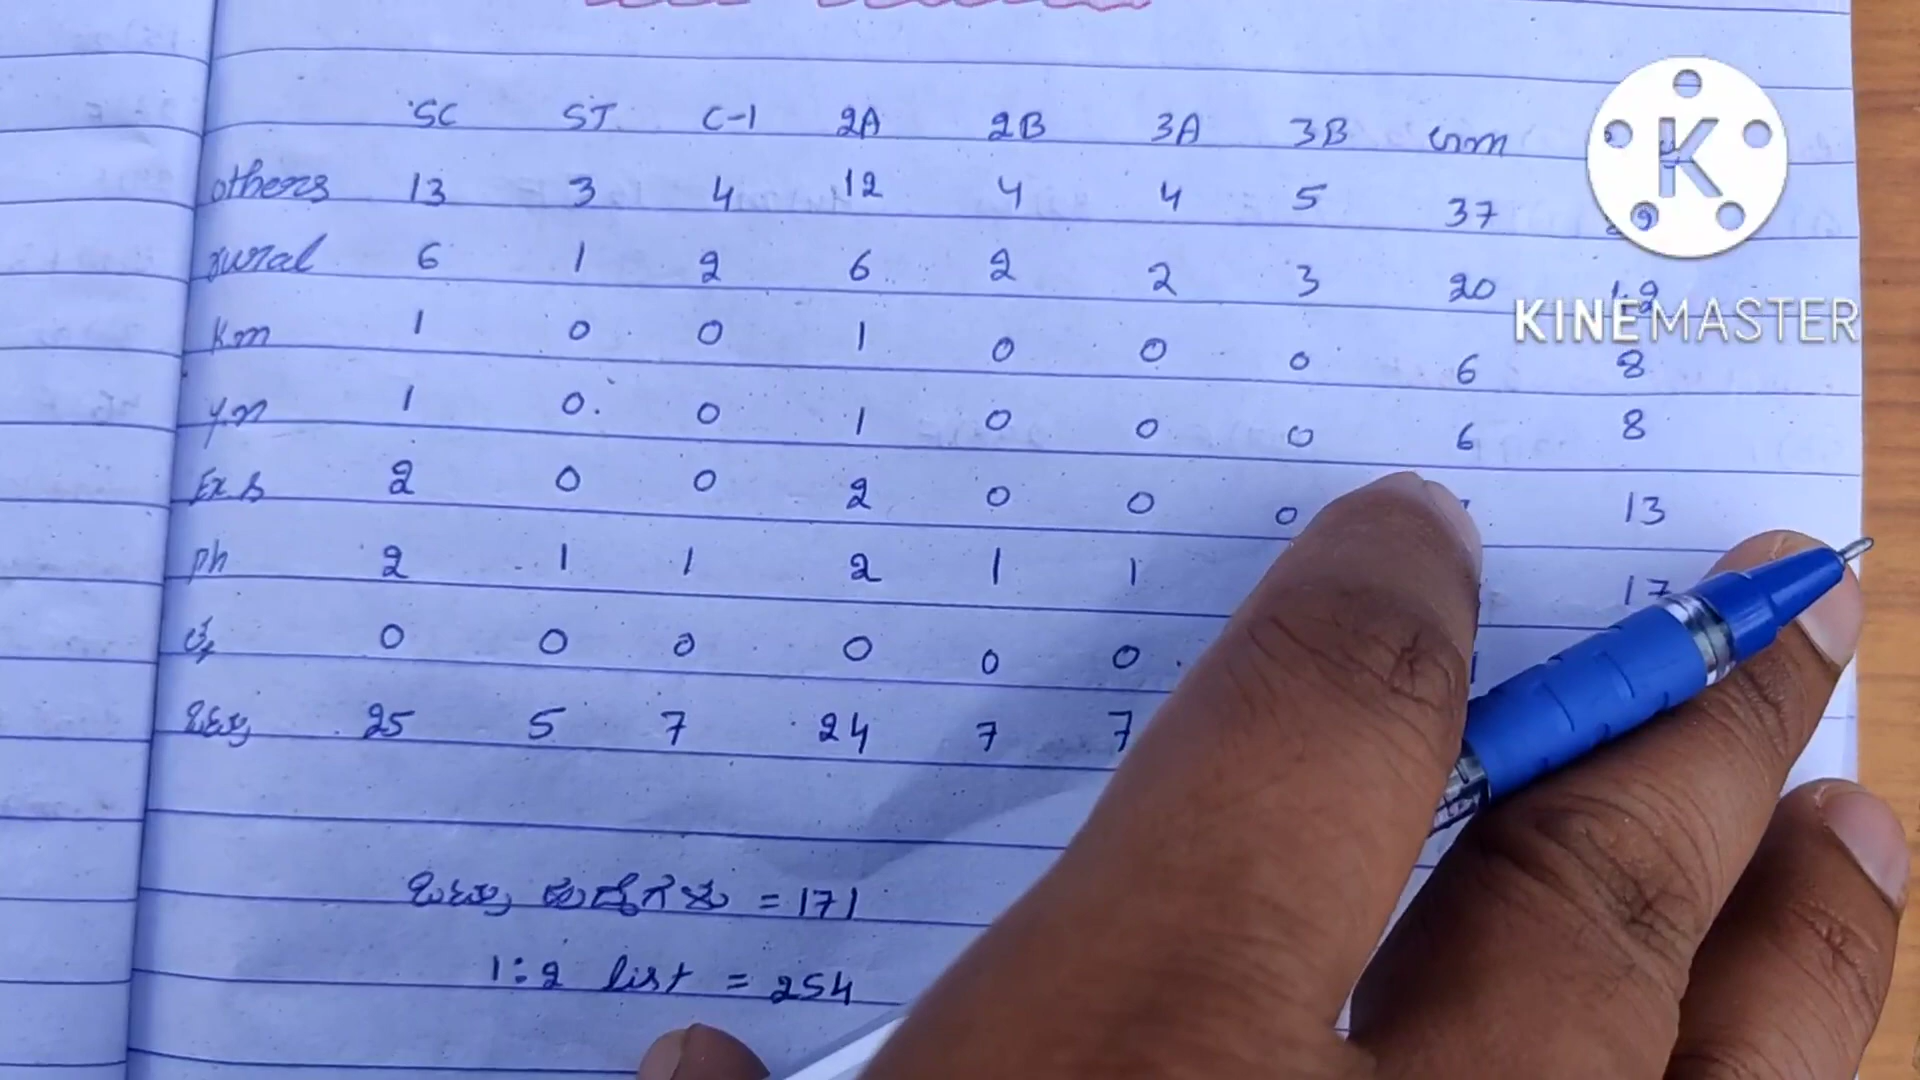 SC ST C-1 2A 2B 3A 3B Gm
others 13 3 4 12 4 4 5 37
rural 6 1 2 6 2 2 3 20 12
K.m 1 0 0 1 0 0 0 6 8
y.m 1 0 0 1 0 0 0 6 8
Ex.s 2 0 0 2 0 0 0 13
ph 2 1 1 2 1 1 17
0 0 0 0 0 0
ಒಟ್ಟು 25 5 7 24 7 7
ಒಟ್ಟು ಹುದ್ದೆಗಳು = 171
1:2 list = 254
K
KINEMASTER